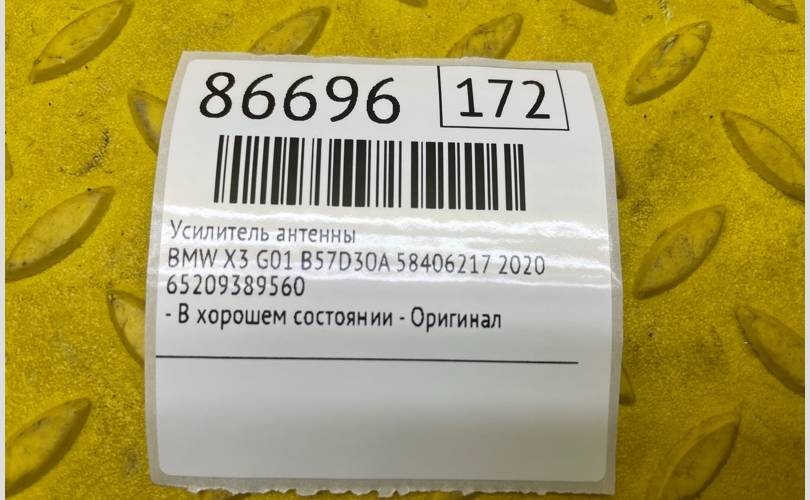 86696 172
Усилитель антенны
BMW X3 G01 B57D30A 58406217 2020
65209389560
- В хорошем состоянии - Оригинал